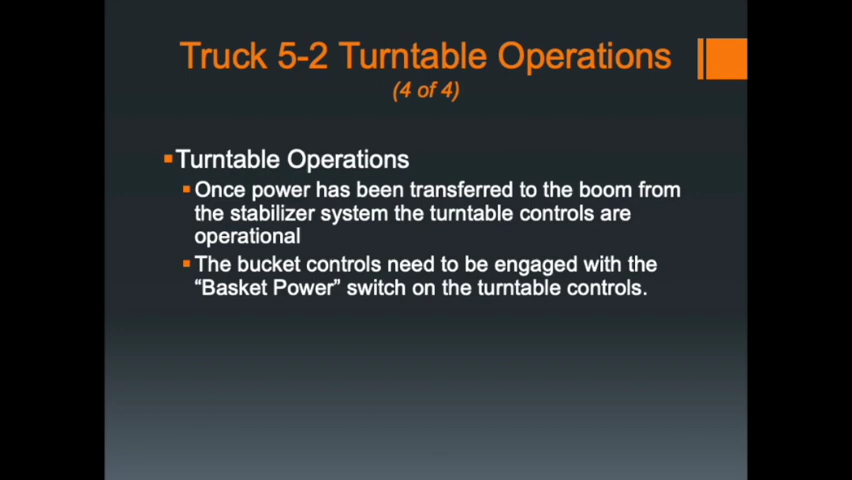 Truck 5-2 Turntable Operations
(4 of 4)
Turntable Operations
Once power has been transferred to the boom from
the stabilizer system the turntable controls are
operational
The bucket controls need to be engaged with the
“Basket Power” switch on the turntable controls.